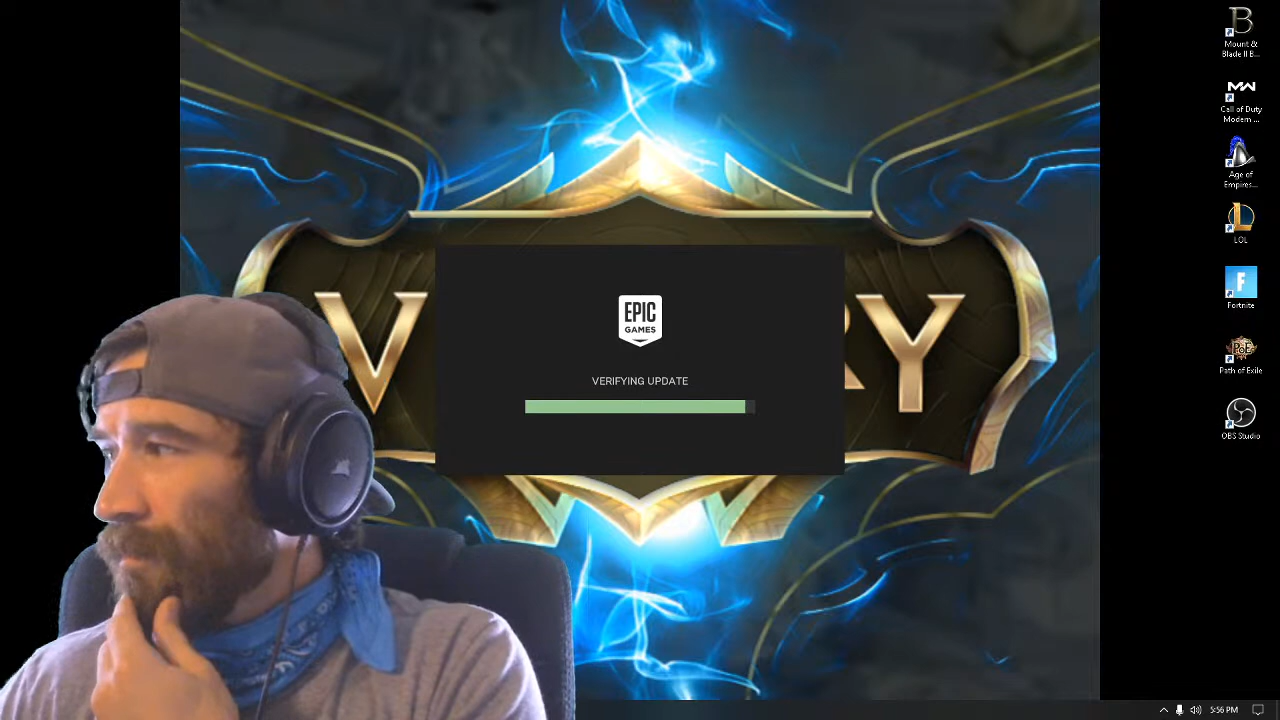 Mount &
Blade II B...
Call of Duty
Modern ...
Age of
Empires...
LOL
Fortnite
Path of Exile
OBS Studio
V RY
EPIC
GAMES
VERIFYING UPDATE
5:56 PM